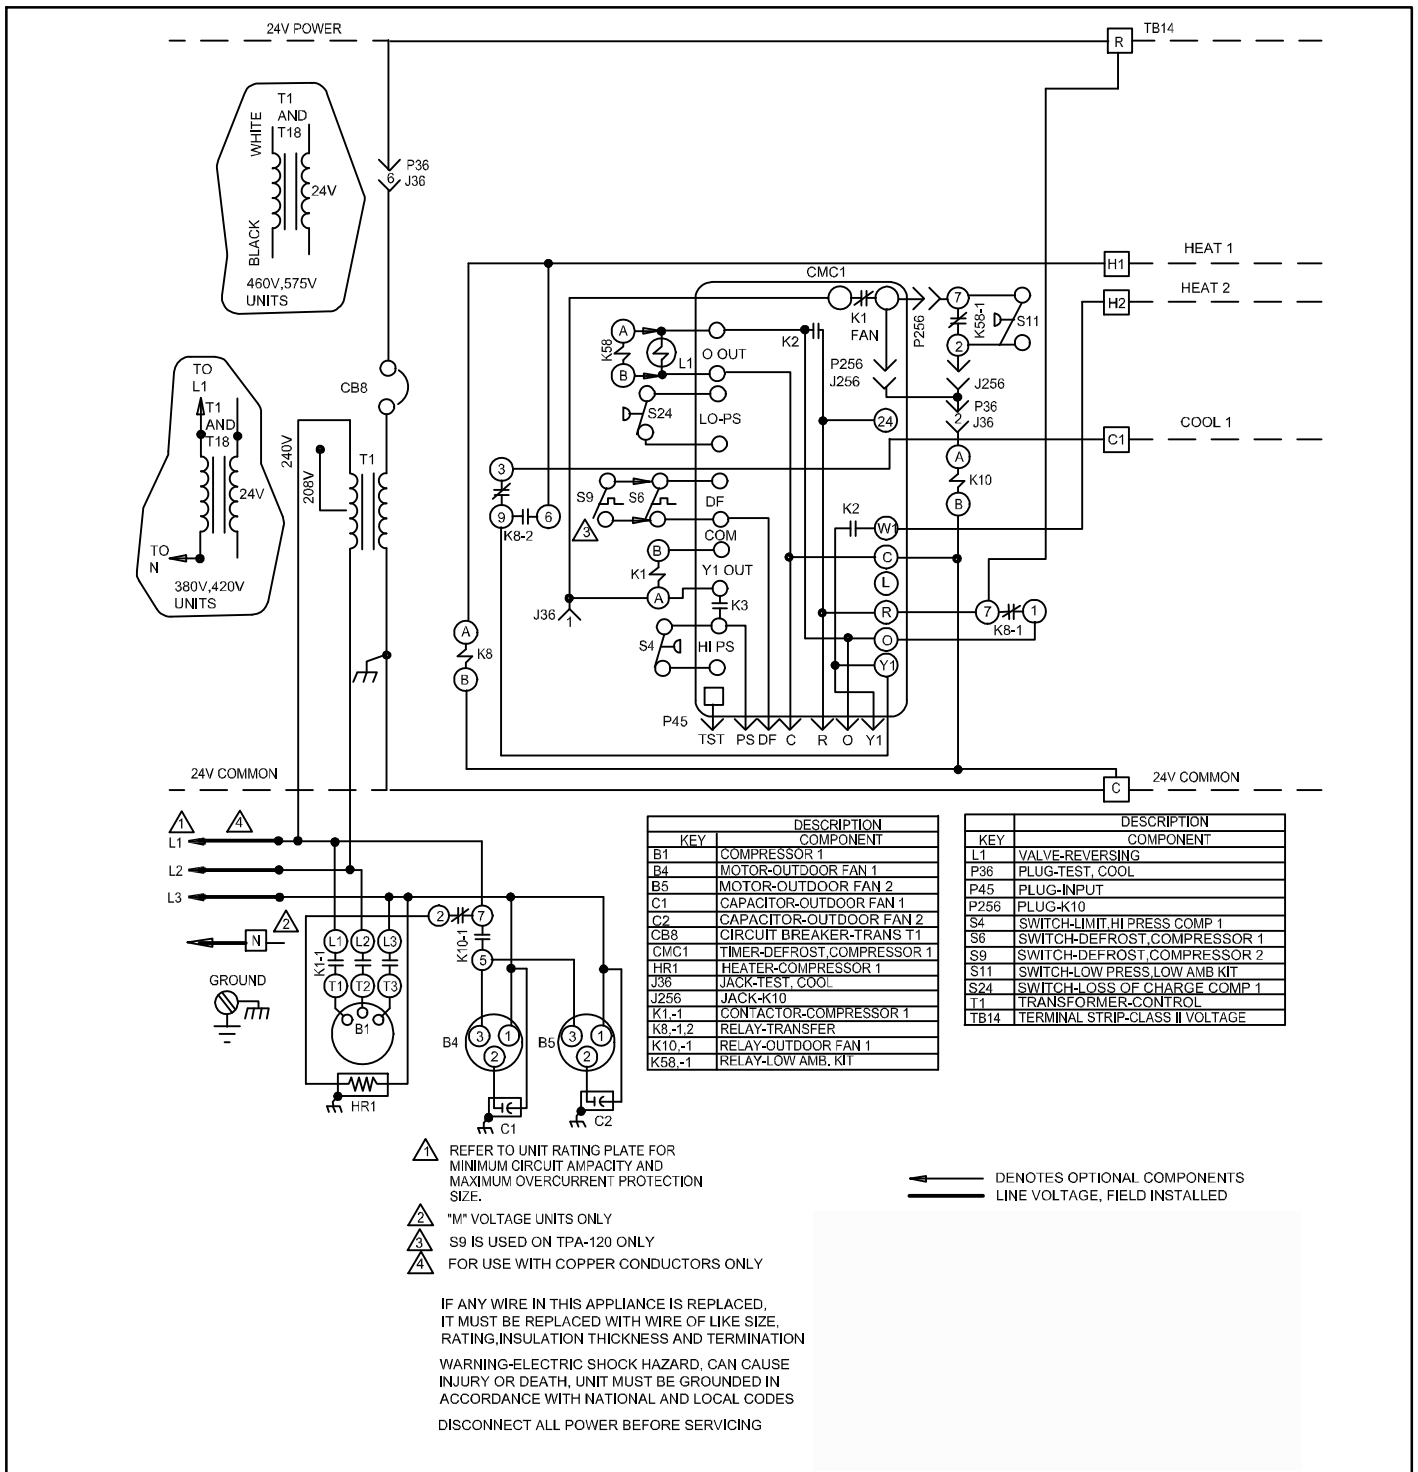 24V POWER
R
TB14
T1
AND
T18
WHITE
BLACK
24V
460V,575V
UNITS
P36
6
J36
H1
HEAT 1
H2
HEAT 2
CMC1
K1
FAN
P256
7
K58-1
S11
2
K58
A
B
L1
O OUT
K2
P256
J256
J256
P36
2
J36
S24
LO-PS
24
C1
COOL 1
TO
L1
T1
AND
T18
24V
TO
N
380V,420V
UNITS
CB8
240V
208V
T1
3
9
6
K8-2
S9
S6
3
DF
COM
A
K10
B
K2
W1
C
L
R
O
Y1
B
K1
A
Y1 OUT
K3
J36
1
S4
HI PS
7
1
K8-1
A
K8
B
P45
TST
PS
DF
C
R
O
Y1
24V COMMON
C
24V COMMON
1
4
L1
L2
L3
2
N
GROUND
K1-1
L1
L2
L3
T1
T2
T3
B1
HR1
2
7
K10-1
5
B4
3
1
2
C1
B5
3
1
2
C2
DESCRIPTION
KEY COMPONENT
B1 COMPRESSOR 1
B4 MOTOR-OUTDOOR FAN 1
B5 MOTOR-OUTDOOR FAN 2
C1 CAPACITOR-OUTDOOR FAN 1
C2 CAPACITOR-OUTDOOR FAN 2
CB8 CIRCUIT BREAKER-TRANS T1
CMC1 TIMER-DEFROST,COMPRESSOR 1
HR1 HEATER-COMPRESSOR 1
J36 JACK-TEST, COOL
J256 JACK-K10
K1,-1 CONTACTOR-COMPRESSOR 1
K8,-1,2 RELAY-TRANSFER
K10,-1 RELAY-OUTDOOR FAN 1
K58,-1 RELAY-LOW AMB. KIT
DESCRIPTION
KEY COMPONENT
L1 VALVE-REVERSING
P36 PLUG-TEST, COOL
P45 PLUG-INPUT
P256 PLUG-K10
S4 SWITCH-LIMIT,HI PRESS COMP 1
S6 SWITCH-DEFROST,COMPRESSOR 1
S9 SWITCH-DEFROST,COMPRESSOR 2
S11 SWITCH-LOW PRESS,LOW AMB KIT
S24 SWITCH-LOSS OF CHARGE COMP 1
T1 TRANSFORMER-CONTROL
TB14 TERMINAL STRIP-CLASS II VOLTAGE
1 REFER TO UNIT RATING PLATE FOR
MINIMUM CIRCUIT AMPACITY AND
MAXIMUM OVERCURRENT PROTECTION
SIZE.
2 "M" VOLTAGE UNITS ONLY
3 S9 IS USED ON TPA-120 ONLY
4 FOR USE WITH COPPER CONDUCTORS ONLY
DENOTES OPTIONAL COMPONENTS
LINE VOLTAGE, FIELD INSTALLED
IF ANY WIRE IN THIS APPLIANCE IS REPLACED,
IT MUST BE REPLACED WITH WIRE OF LIKE SIZE,
RATING,INSULATION THICKNESS AND TERMINATION
WARNING-ELECTRIC SHOCK HAZARD, CAN CAUSE
INJURY OR DEATH, UNIT MUST BE GROUNDED IN
ACCORDANCE WITH NATIONAL AND LOCAL CODES
DISCONNECT ALL POWER BEFORE SERVICING